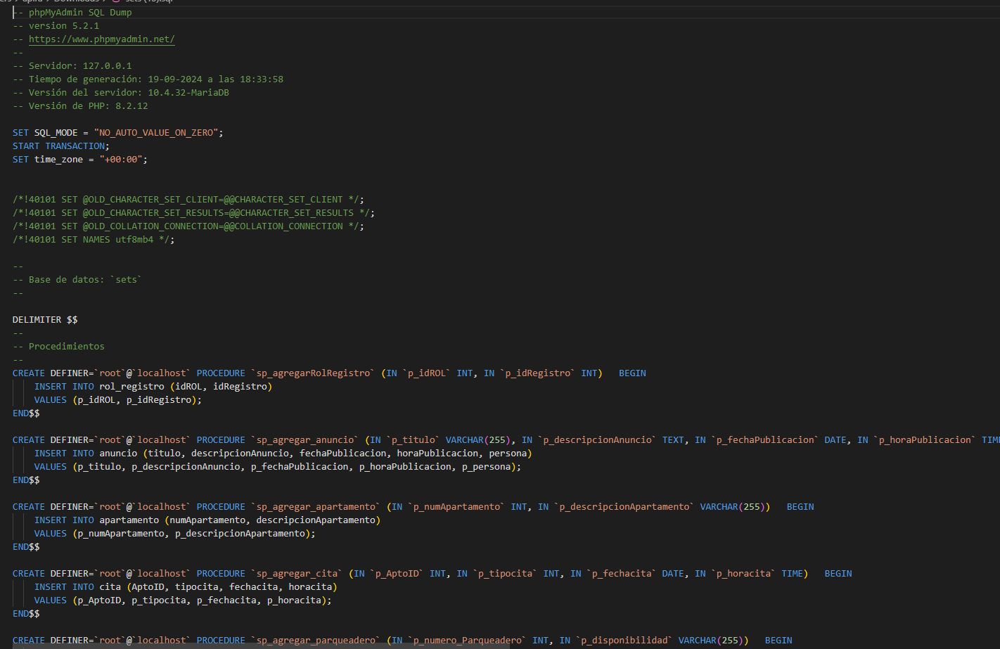 -- phpMyAdmin SQL Dump
-- version 5.2.1
-- https://www.phpmyadmin.net/
--
-- Servidor: 127.0.0.1
-- Tiempo de generación: 19-09-2024 a las 18:33:58
-- Versión del servidor: 10.4.32-MariaDB
-- Versión de PHP: 8.2.12

SET SQL_MODE = "NO_AUTO_VALUE_ON_ZERO";
START TRANSACTION;
SET time_zone = "+00:00";


/*!40101 SET @OLD_CHARACTER_SET_CLIENT=@@CHARACTER_SET_CLIENT */;
/*!40101 SET @OLD_CHARACTER_SET_RESULTS=@@CHARACTER_SET_RESULTS */;
/*!40101 SET @OLD_COLLATION_CONNECTION=@@COLLATION_CONNECTION */;
/*!40101 SET NAMES utf8mb4 */;

--
-- Base de datos: `sets`
--

DELIMITER $$
--
-- Procedimientos
--
CREATE DEFINER=`root`@`localhost` PROCEDURE `sp_agregarRolRegistro` (IN `p_idROL` INT, IN `p_idRegistro` INT)   BEGIN
    INSERT INTO rol_registro (idROL, idRegistro)
    VALUES (p_idROL, p_idRegistro);
END$$

CREATE DEFINER=`root`@`localhost` PROCEDURE `sp_agregar_anuncio` (IN `p_titulo` VARCHAR(255), IN `p_descripcionAnuncio` TEXT, IN `p_fechaPublicacion` DATE, IN `p_horaPublicacion` TIM
    INSERT INTO anuncio (titulo, descripcionAnuncio, fechaPublicacion, horaPublicacion, persona)
    VALUES (p_titulo, p_descripcionAnuncio, p_fechaPublicacion, p_horaPublicacion, p_persona);
END$$

CREATE DEFINER=`root`@`localhost` PROCEDURE `sp_agregar_apartamento` (IN `p_numApartamento` INT, IN `p_descripcionApartamento` VARCHAR(255))   BEGIN
    INSERT INTO apartamento (numApartamento, descripcionApartamento)
    VALUES (p_numApartamento, p_descripcionApartamento);
END$$

CREATE DEFINER=`root`@`localhost` PROCEDURE `sp_agregar_cita` (IN `p_AptoID` INT, IN `p_tipocita` INT, IN `p_fechacita` DATE, IN `p_horacita` TIME)   BEGIN
    INSERT INTO cita (AptoID, tipocita, fechacita, horacita)
    VALUES (p_AptoID, p_tipocita, p_fechacita, p_horacita);
END$$

CREATE DEFINER=`root`@`localhost` PROCEDURE `sp_agregar_parqueadero` (IN `p_numero_Parqueadero` INT, IN `p_disponibilidad` VARCHAR(255))   BEGIN